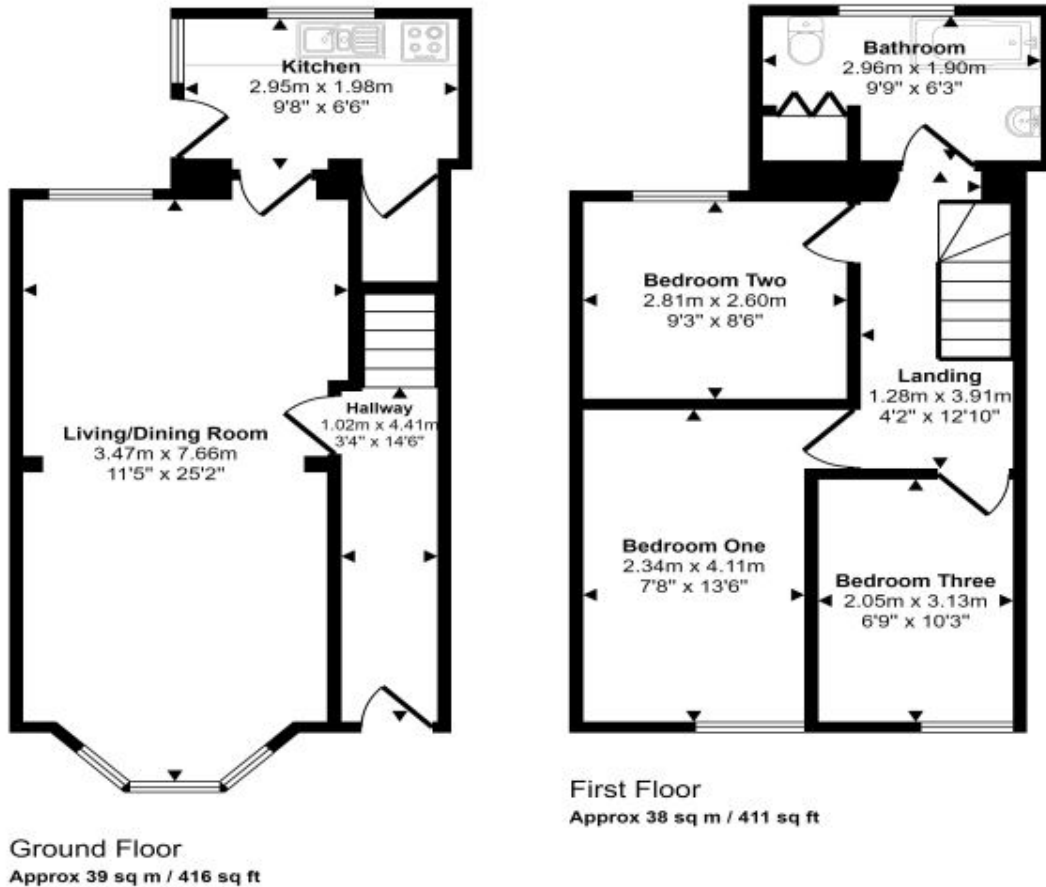 Kitchen
2.95m x 1.98m
9'8" x 6'6"
Living/Dining Room
3.47m x 7.66m
11'5" x 25'2"
Hallway
1.02m x 4.41m
3'4" x 14'6"
Ground Floor
Approx 39 sq m / 416 sq ft
Bathroom
2.96m x 1.90m
9'9" x 6'3"
Bedroom Two
2.81m x 2.60m
9'3" x 8'6"
Landing
1.28m x 3.91m
4'2" x 12'10"
Bedroom One
2.34m x 4.11m
7'8" x 13'6"
Bedroom Three
2.05m x 3.13m
6'9" x 10'3"
First Floor
Approx 38 sq m / 411 sq ft